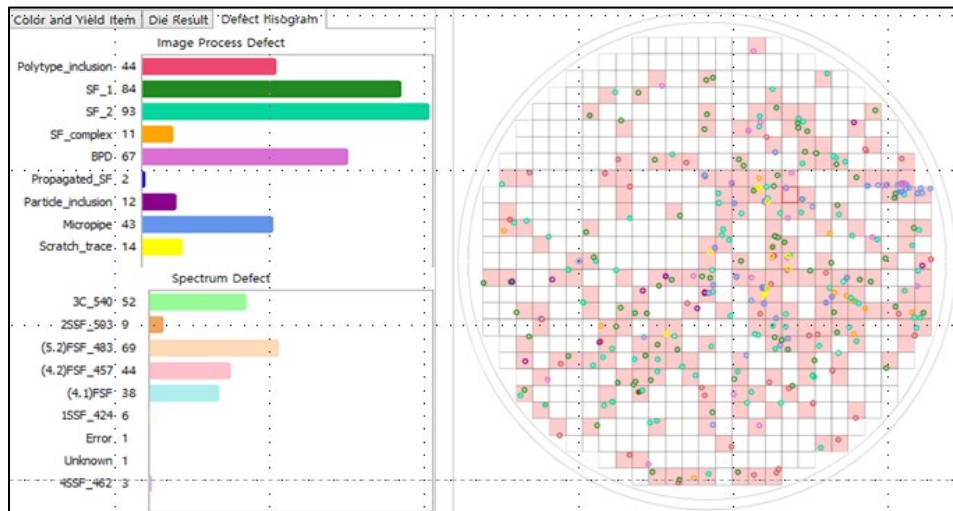 Color and Yield Item Die Result Defect Hisogram
Image Process Defect
Polytype_inclusion 44
SF_1 84
SF_2 93
SF_complex 11
BPD 67
Propagated_SF 2
Particle_inclusion 12
Micropipe 43
Scratch_trace 14
Spectrum Defect
3C_540 52
2SSF_503 9
(5.2)FSF_483 69
(4.2)FSF_457 44
(4.1)FSF 38
1SSF_424 6
Error 1
Unknown 1
4SSF_462 3